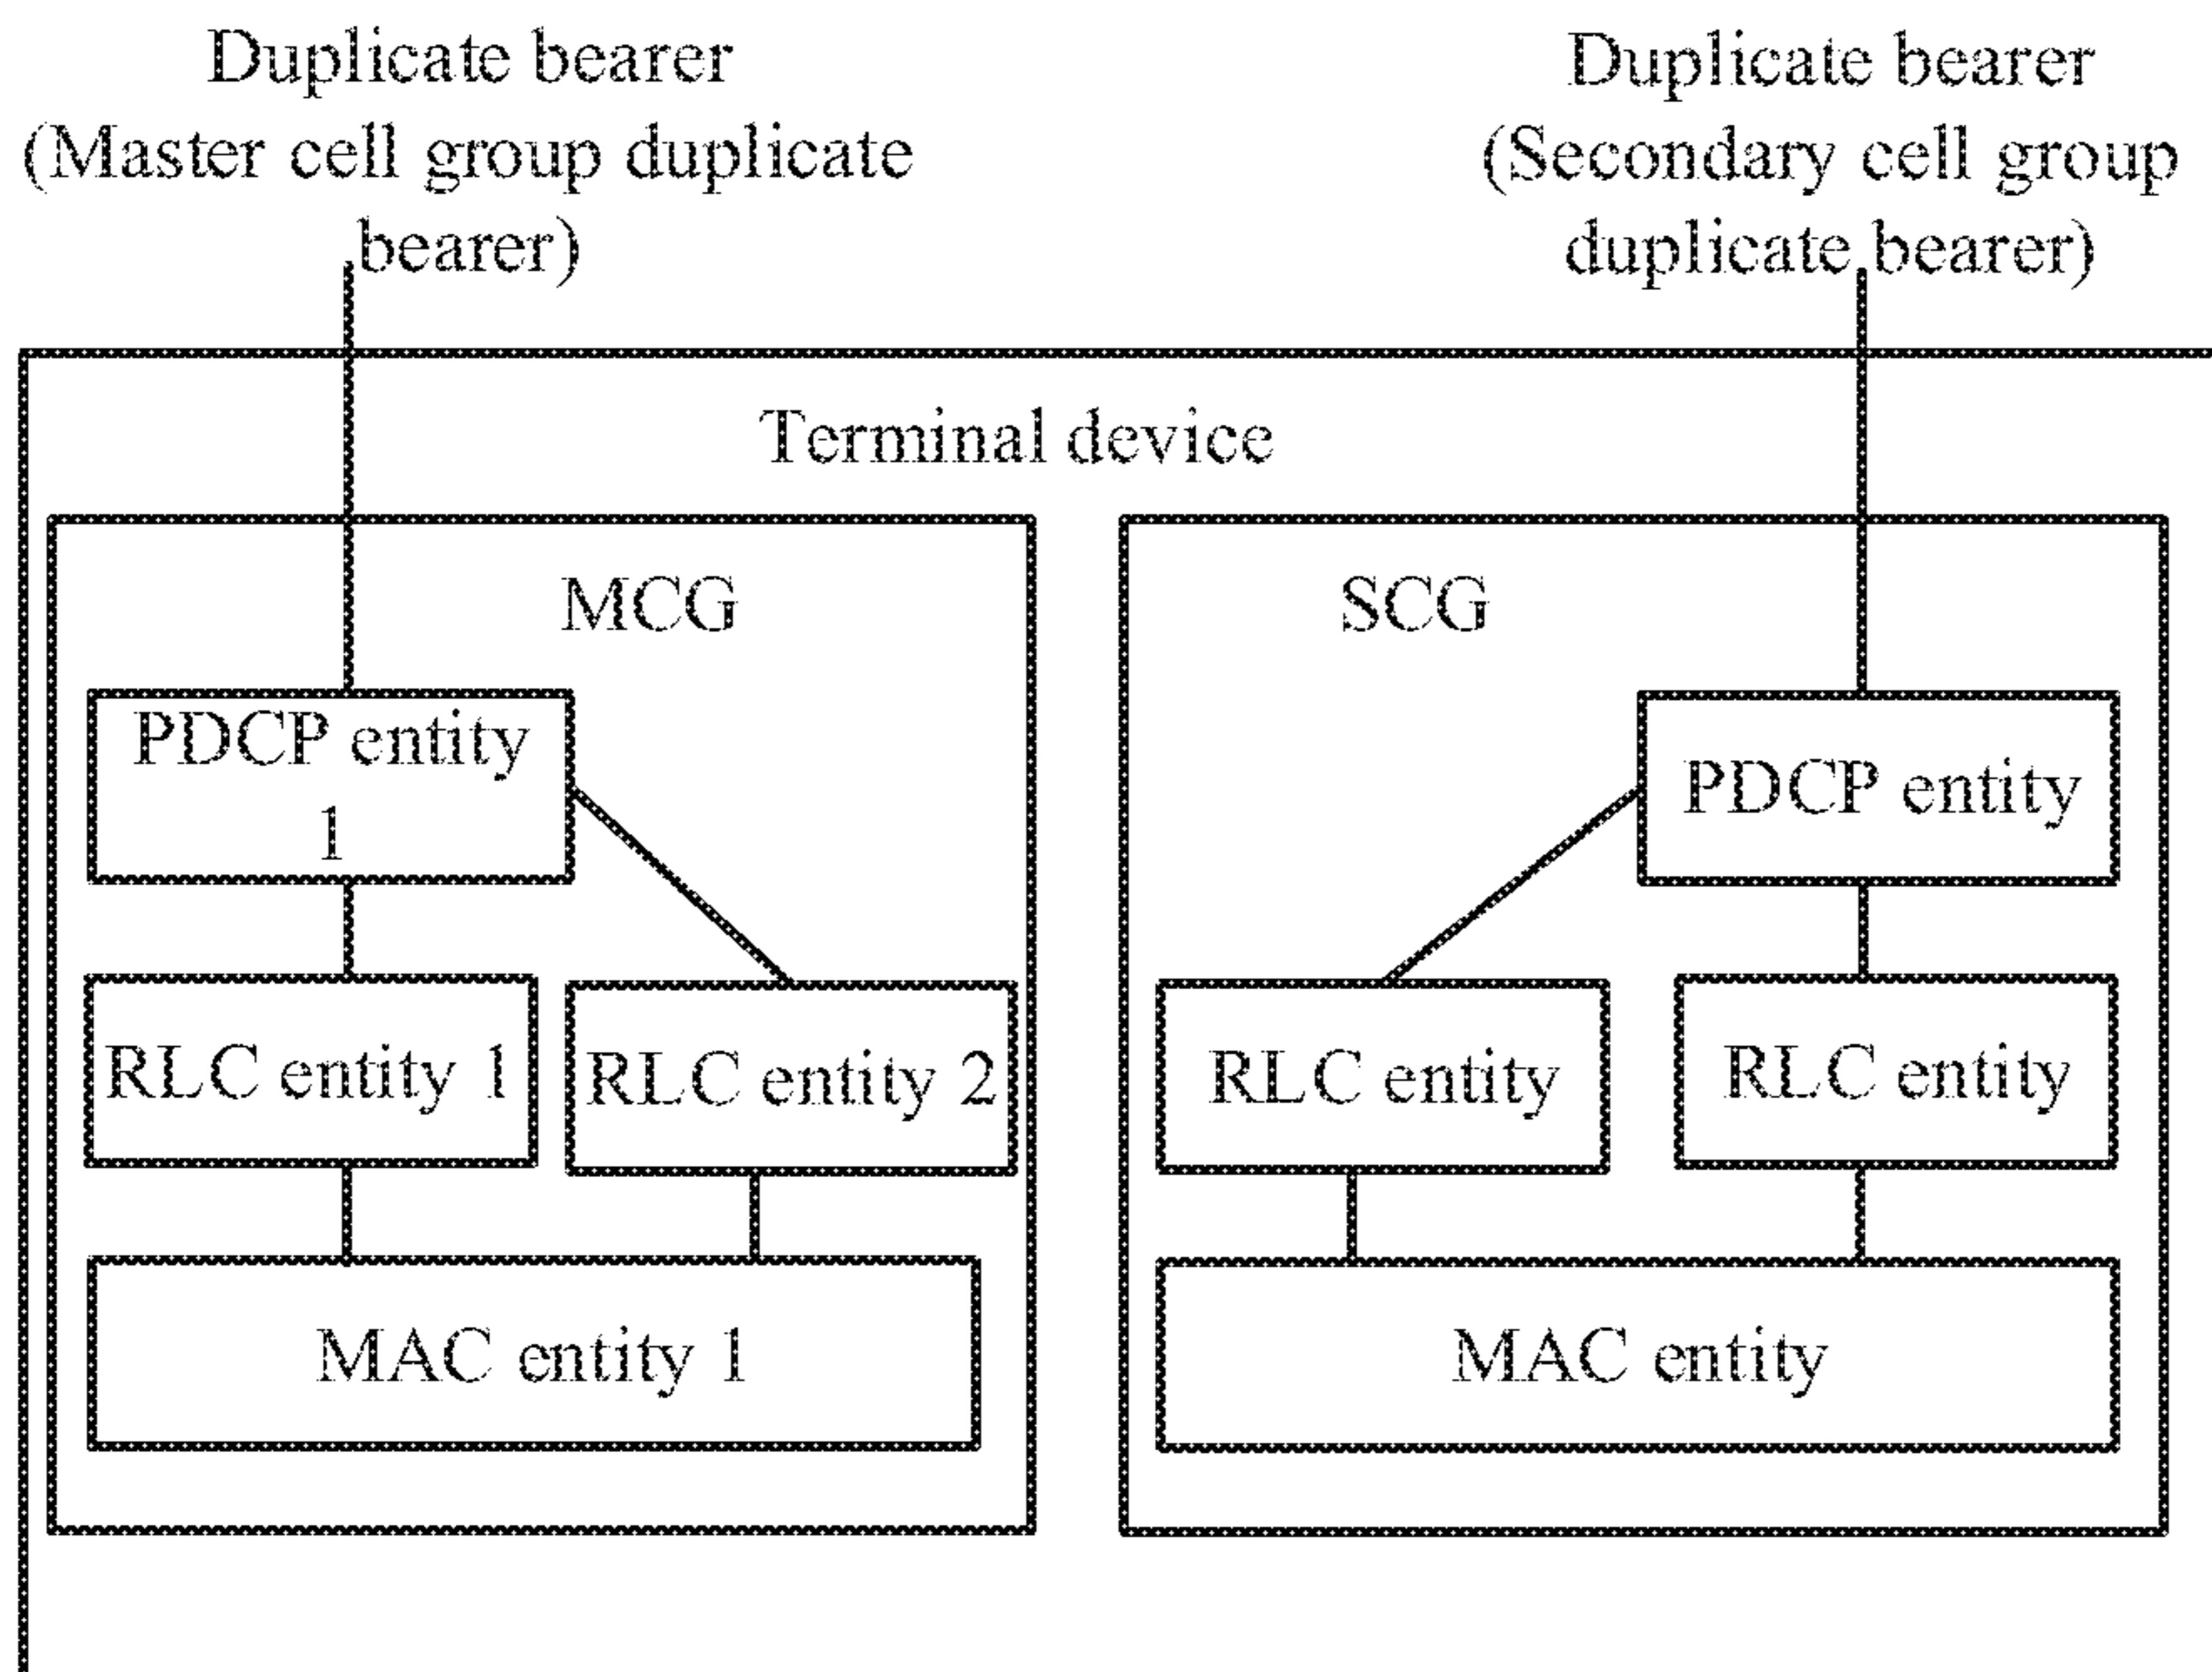 Duplicate bearer
(Master cell group duplicate
bearer)
Duplicate bearer
(Secondary cell group
duplicate bearer)
Terminal device
MCG
PDCP entity
1
RLC entity 1
RLC entity 2
MAC entity 1
SCG
PDCP entity
RLC entity
RLC entity
MAC entity